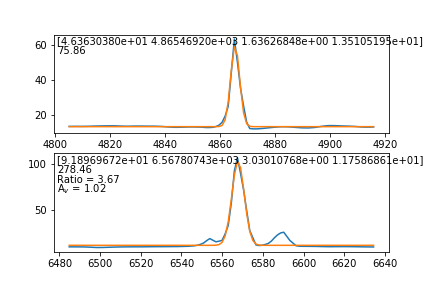 [4.63630380e+01 4.86546920e+03 1.63626848e+00 1.35105195e+01]
75.86
60
40
20
4800 4820 4840 4860 4880 4900 4920
[9.18969672e+01 6.56780743e+03 3.03010768e+00 1.17586861e+01]
278.46
Ratio = 3.67
Av = 1.02
100
50
6480 6500 6520 6540 6560 6580 6600 6620 6640